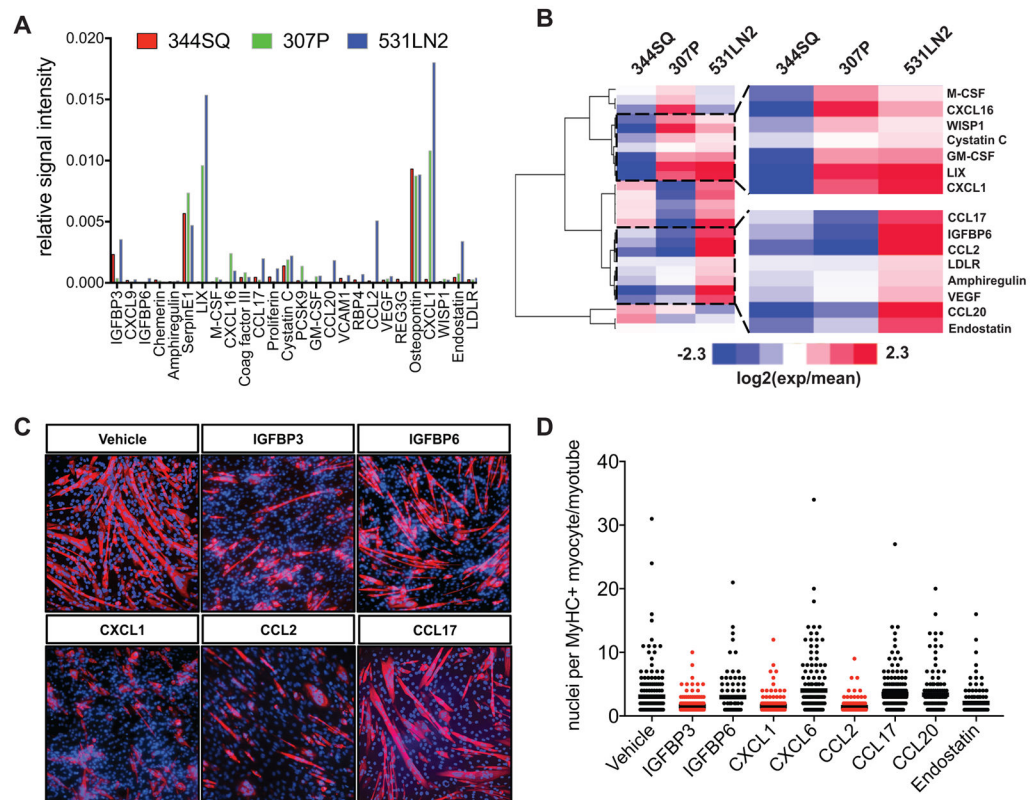 A
344SQ 307P 531LN2
relative signal intensity
0.020
0.015
0.010
0.005
0.000
IGFBP3
CXCL9
IGFBP6
Chemerin
Amphiregulin
SerpinE1
LIX
M-CSF
CXCL16
Coag factor III
CCL17
Proliferin
Cystatin C
PCSK9
GM-CSF
CCL20
VCAM1
RBP4
CCL2
VEGF
REG3G
Osteopontin
CXCL1
WISP1
Endostatin
LDLR
B
344SQ 307P 531LN2 344SQ 307P 531LN2
M-CSF
CXCL16
WISP1
Cystatin C
GM-CSF
LIX
CXCL1
CCL17
IGFBP6
CCL2
LDLR
Amphiregulin
VEGF
CCL20
Endostatin
-2.3 2.3
log2(exp/mean)
C
Vehicle IGFBP3 IGFBP6
CXCL1 CCL2 CCL17
D
nuclei per MyHC+ myocyte/myotube
40
30
20
10
0
Vehicle
IGFBP3
IGFBP6
CXCL1
CXCL6
CCL2
CCL17
CCL20
Endostatin